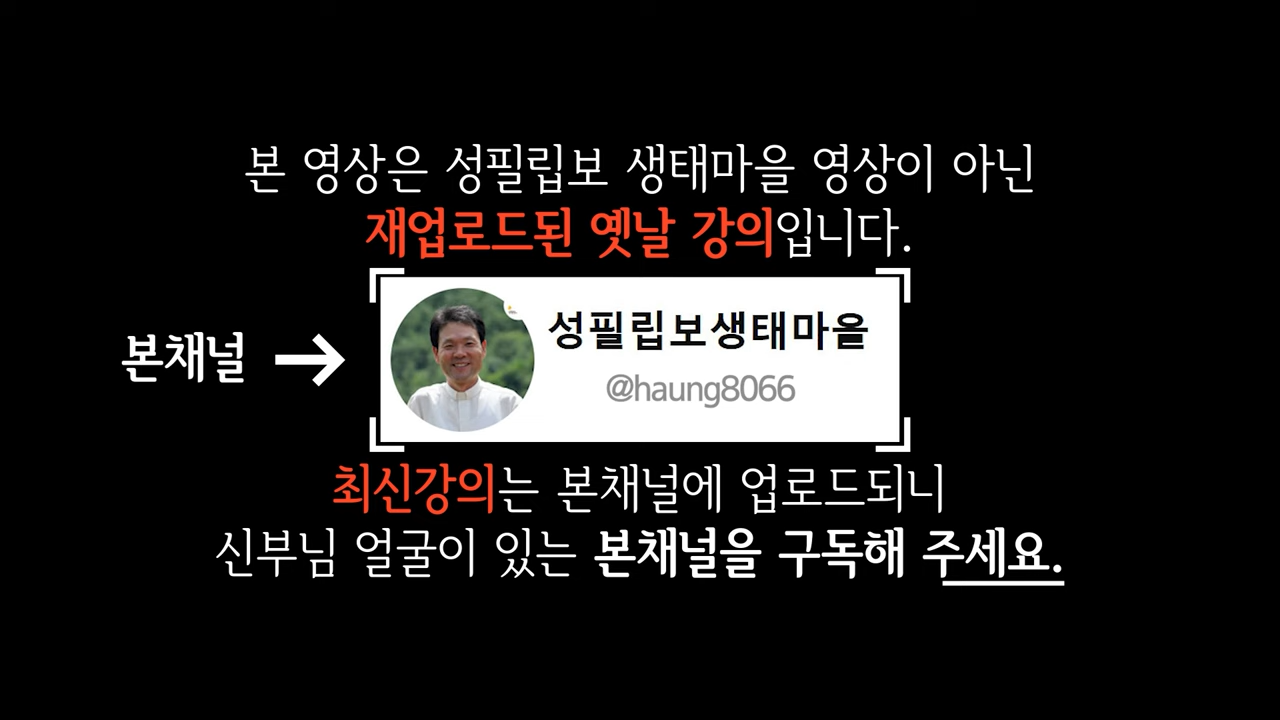 본 영상은 성필립보 생태마을 영상이 아닌
재업로드된 옛날 강의입니다.
본채널 →
성필립보생태마을
@haung8066
최신강의는 본채널에 업로드되니
신부님 얼굴이 있는 본채널을 구독해 주세요.